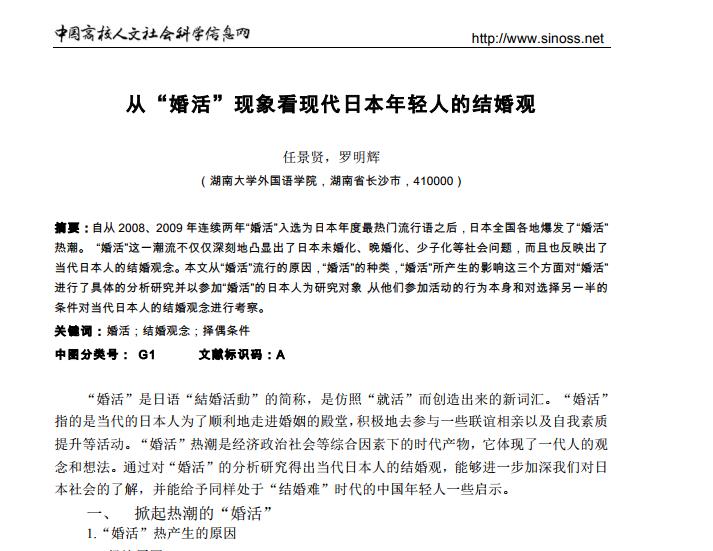 中国高校人文社会科学信息网 http://www.sinoss.net
从“婚活”现象看现代日本年轻人的结婚观
任景贤，罗明辉
（湖南大学外国语学院，湖南省长沙市，410000）
摘要：自从 2008、2009 年连续两年“婚活”入选为日本年度最热门流行语之后，日本全国各地爆发了“婚活”
热潮。 “婚活”这一潮流不仅仅深刻地凸显出了日本未婚化、晚婚化、少子化等社会问题，而且也反映出了
当代日本人的结婚观念。本文从“婚活”流行的原因，“婚活”的种类，“婚活”所产生的影响这三个方面对“婚活”
进行了具体的分析研究并以参加“婚活”的日本人为研究对象，从他们参加活动的行为本身和对选择另一半的
条件对当代日本人的结婚观念进行考察。
关键词：婚活；结婚观念；择偶条件
中图分类号： G1 文献标识码：A
“婚活”是日语“結婚活動”的简称，是仿照“就活”而创造出来的新词汇。“婚活”
指的是当代的日本人为了顺利地走进婚姻的殿堂，积极地去参与一些联谊相亲以及自我素质
提升等活动。“婚活”热潮是经济政治社会等综合因素下的时代产物，它体现了一代人的观
念和想法。通过对“婚活”的分析研究得出当代日本人的结婚观，能够进一步加深我们对日
本社会的了解，并能给予同样处于“结婚难”时代的中国年轻人一些启示。
一、 掀起热潮的“婚活”
1.“婚活”热产生的原因